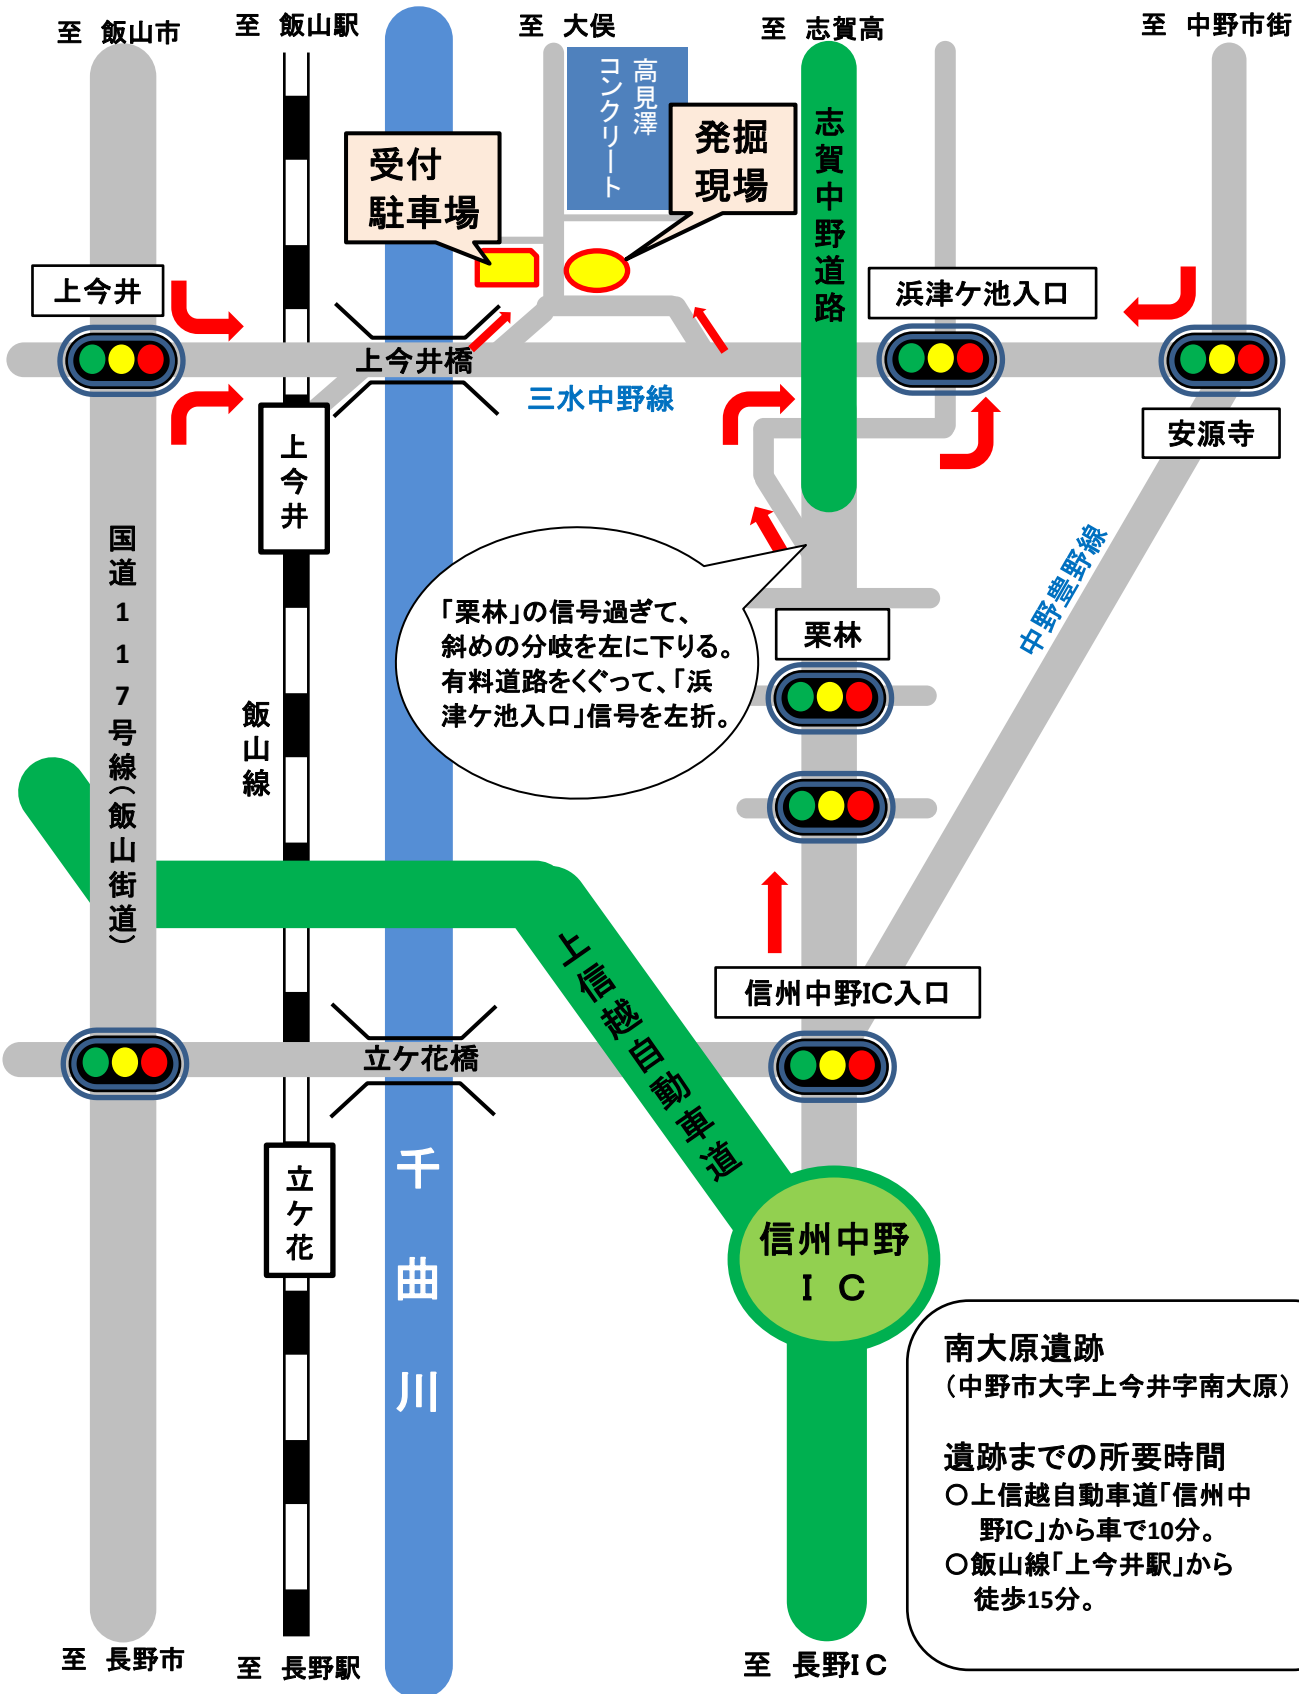 至 飯山市
至 飯山駅
至 大俣
至 志賀高
至 中野市街
高見澤
コンクリート
発掘
現場
受付
駐車場
志賀中野道路
上今井
浜津ケ池入口
上今井橋
三水中野線
安源寺
上今井
国道117号線（飯山街道）
中野豊野線
「栗林」の信号過ぎて、
斜めの分岐を左に下りる。
有料道路をくぐって、「浜
津ケ池入口」信号を左折。
栗林
飯山線
上信越自動車道
信州中野IC入口
立ケ花橋
千曲川
立ケ花
信州中野
ＩＣ
南大原遺跡
（中野市大字上今井字南大原）
遺跡までの所要時間
○上信越自動車道「信州中
野IC」から車で10分。
○飯山線「上今井駅」から
徒歩15分。
至 長野市
至 長野駅
至 長野ＩＣ